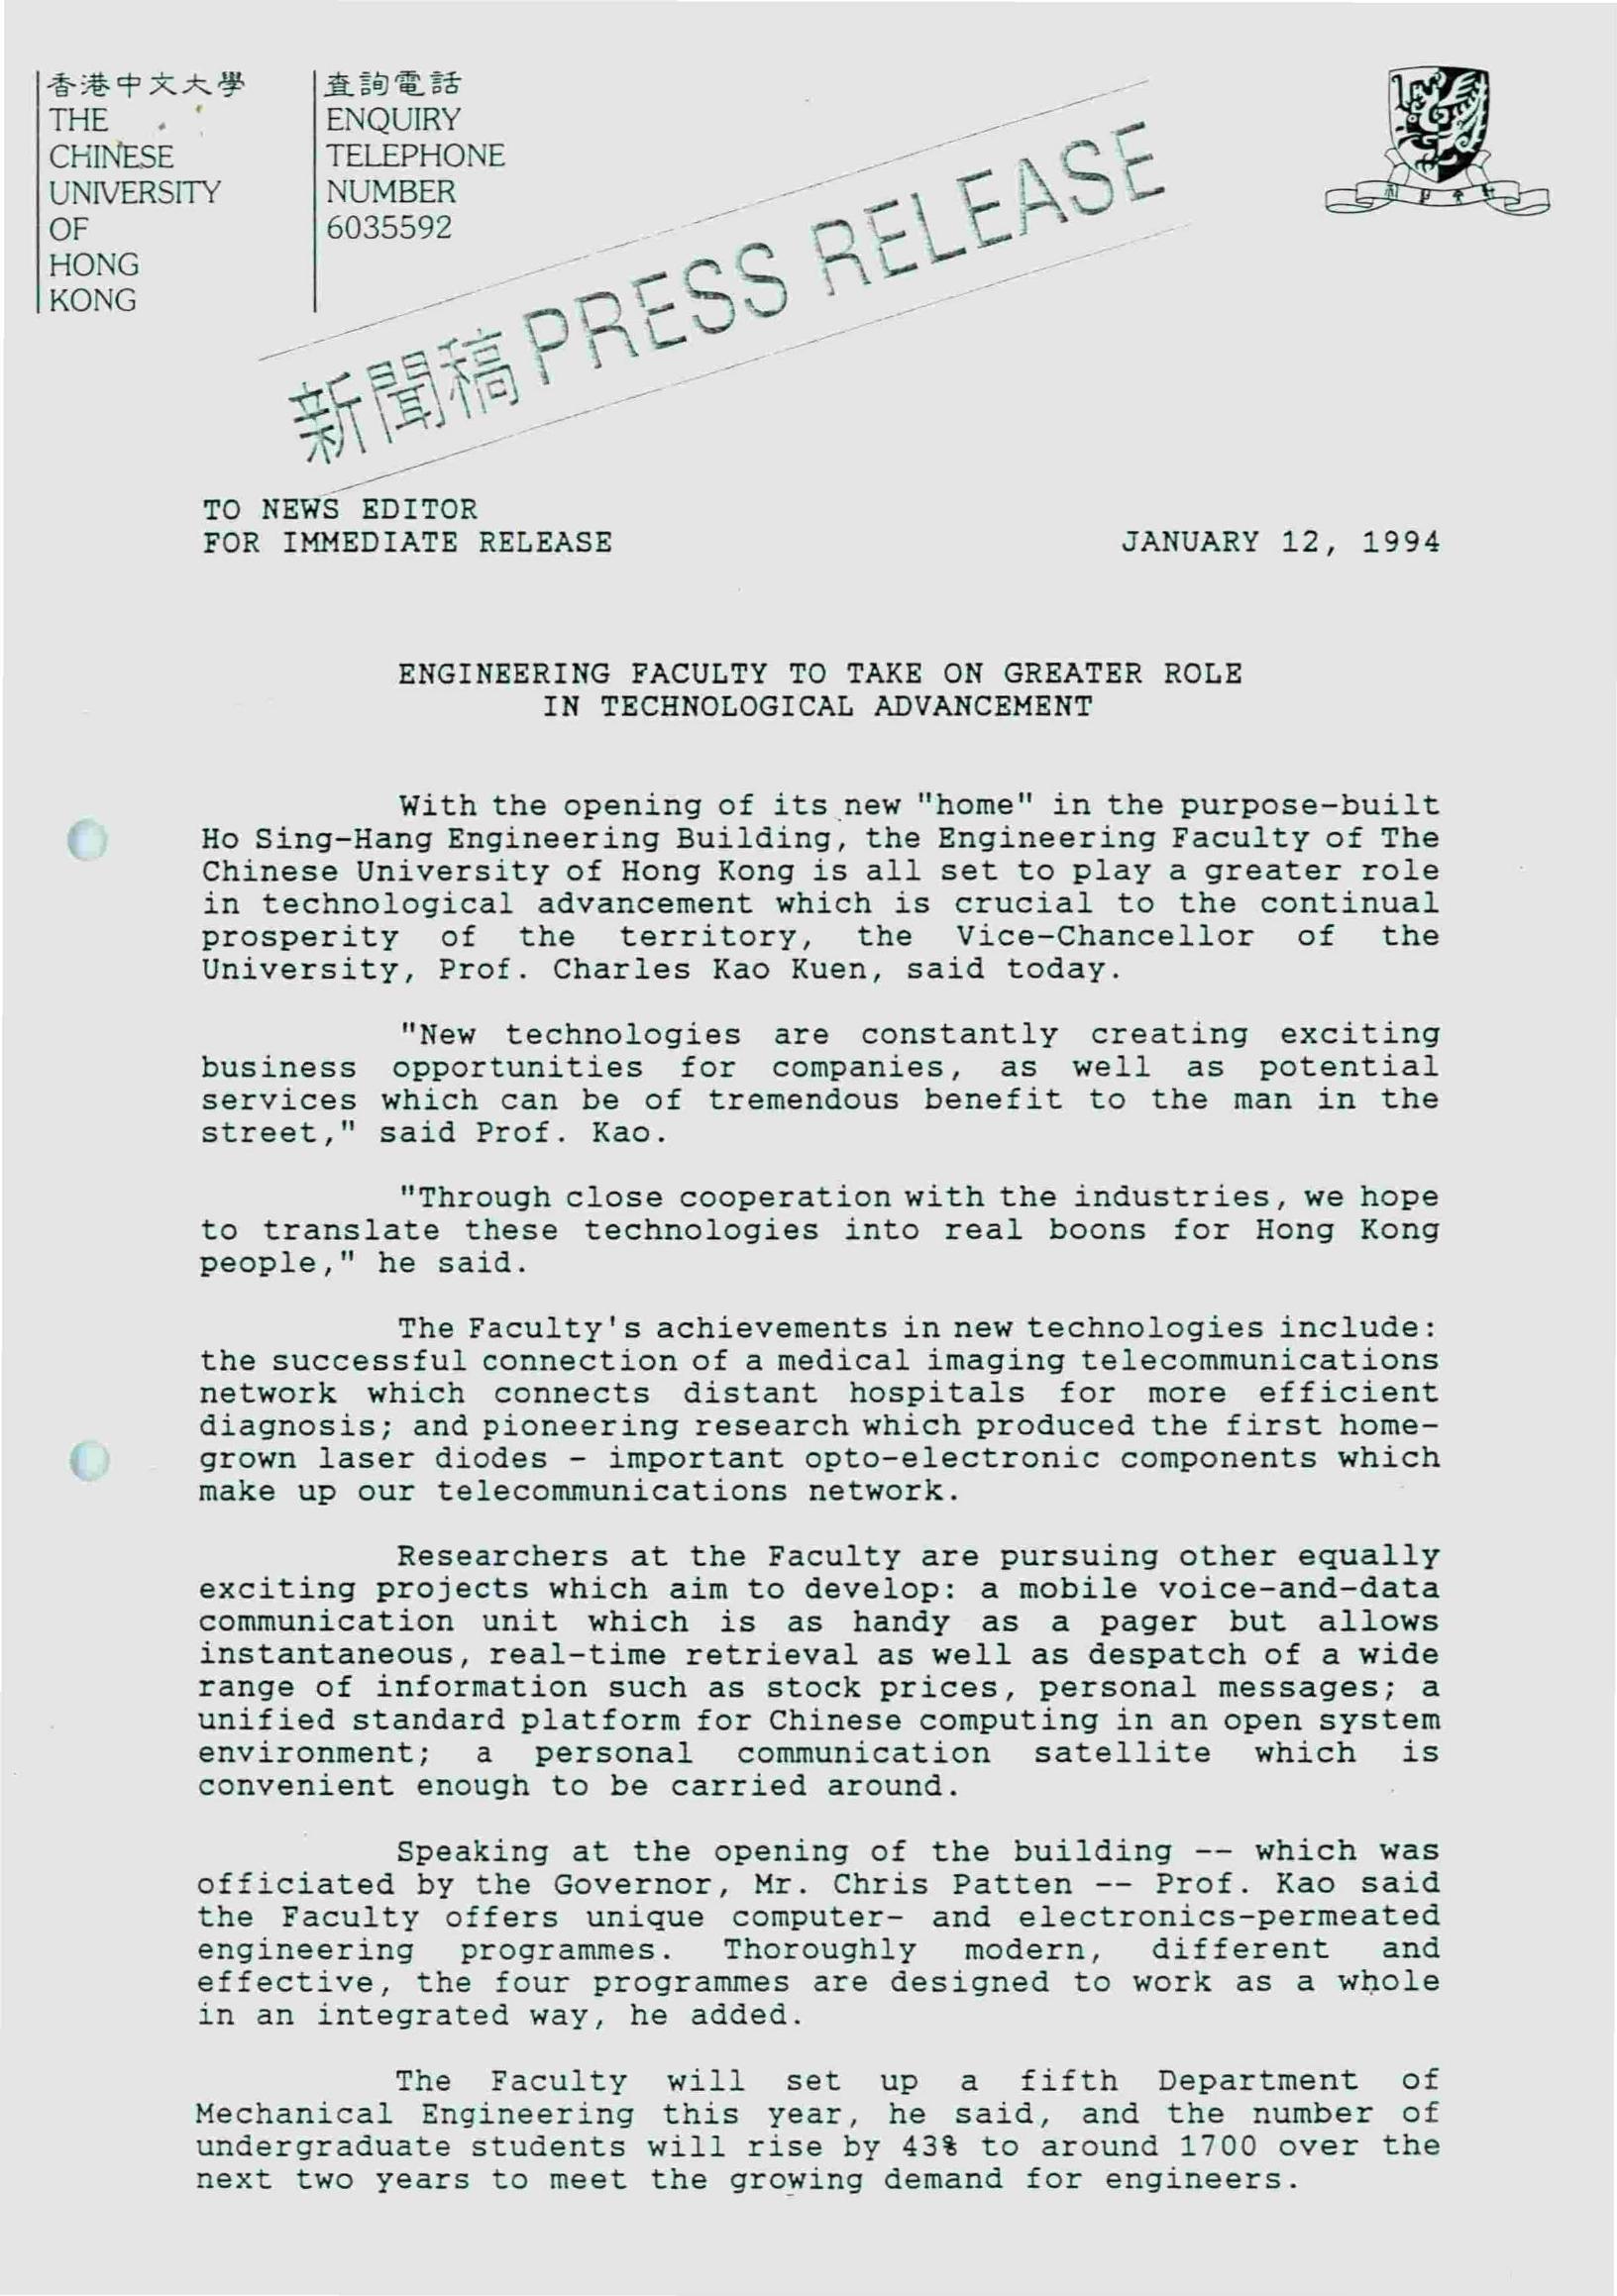 香港中文大學
THE
CHINESE
UNIVERSITY
OF
HONG
KONG
查詢電話
ENQUIRY
TELEPHONE
NUMBER
6035592
新聞稿 PRESS RELEASE
TO NEWS EDITOR
FOR IMMEDIATE RELEASE JANUARY 12, 1994
ENGINEERING FACULTY TO TAKE ON GREATER ROLE
IN TECHNOLOGICAL ADVANCEMENT
With the opening of its new "home" in the purpose-built
Ho Sing-Hang Engineering Building, the Engineering Faculty of The
Chinese University of Hong Kong is all set to play a greater role
in technological advancement which is crucial to the continual
prosperity of the territory, the Vice-Chancellor of the
University, Prof. Charles Kao Kuen, said today.
"New technologies are constantly creating exciting
business opportunities for companies, as well as potential
services which can be of tremendous benefit to the man in the
street," said Prof. Kao.
"Through close cooperation with the industries, we hope
to translate these technologies into real boons for Hong Kong
people," he said.
The Faculty's achievements in new technologies include:
the successful connection of a medical imaging telecommunications
network which connects distant hospitals for more efficient
diagnosis; and pioneering research which produced the first home-
grown laser diodes - important opto-electronic components which
make up our telecommunications network.
Researchers at the Faculty are pursuing other equally
exciting projects which aim to develop: a mobile voice-and-data
communication unit which is as handy as a pager but allows
instantaneous, real-time retrieval as well as despatch of a wide
range of information such as stock prices, personal messages; a
unified standard platform for Chinese computing in an open system
environment; a personal communication satellite which is
convenient enough to be carried around.
Speaking at the opening of the building -- which was
officiated by the Governor, Mr. Chris Patten -- Prof. Kao said
the Faculty offers unique computer- and electronics-permeated
engineering programmes. Thoroughly modern, different and
effective, the four programmes are designed to work as a whole
in an integrated way, he added.
The Faculty will set up a fifth Department of
Mechanical Engineering this year, he said, and the number of
undergraduate students will rise by 43% to around 1700 over the
next two years to meet the growing demand for engineers.